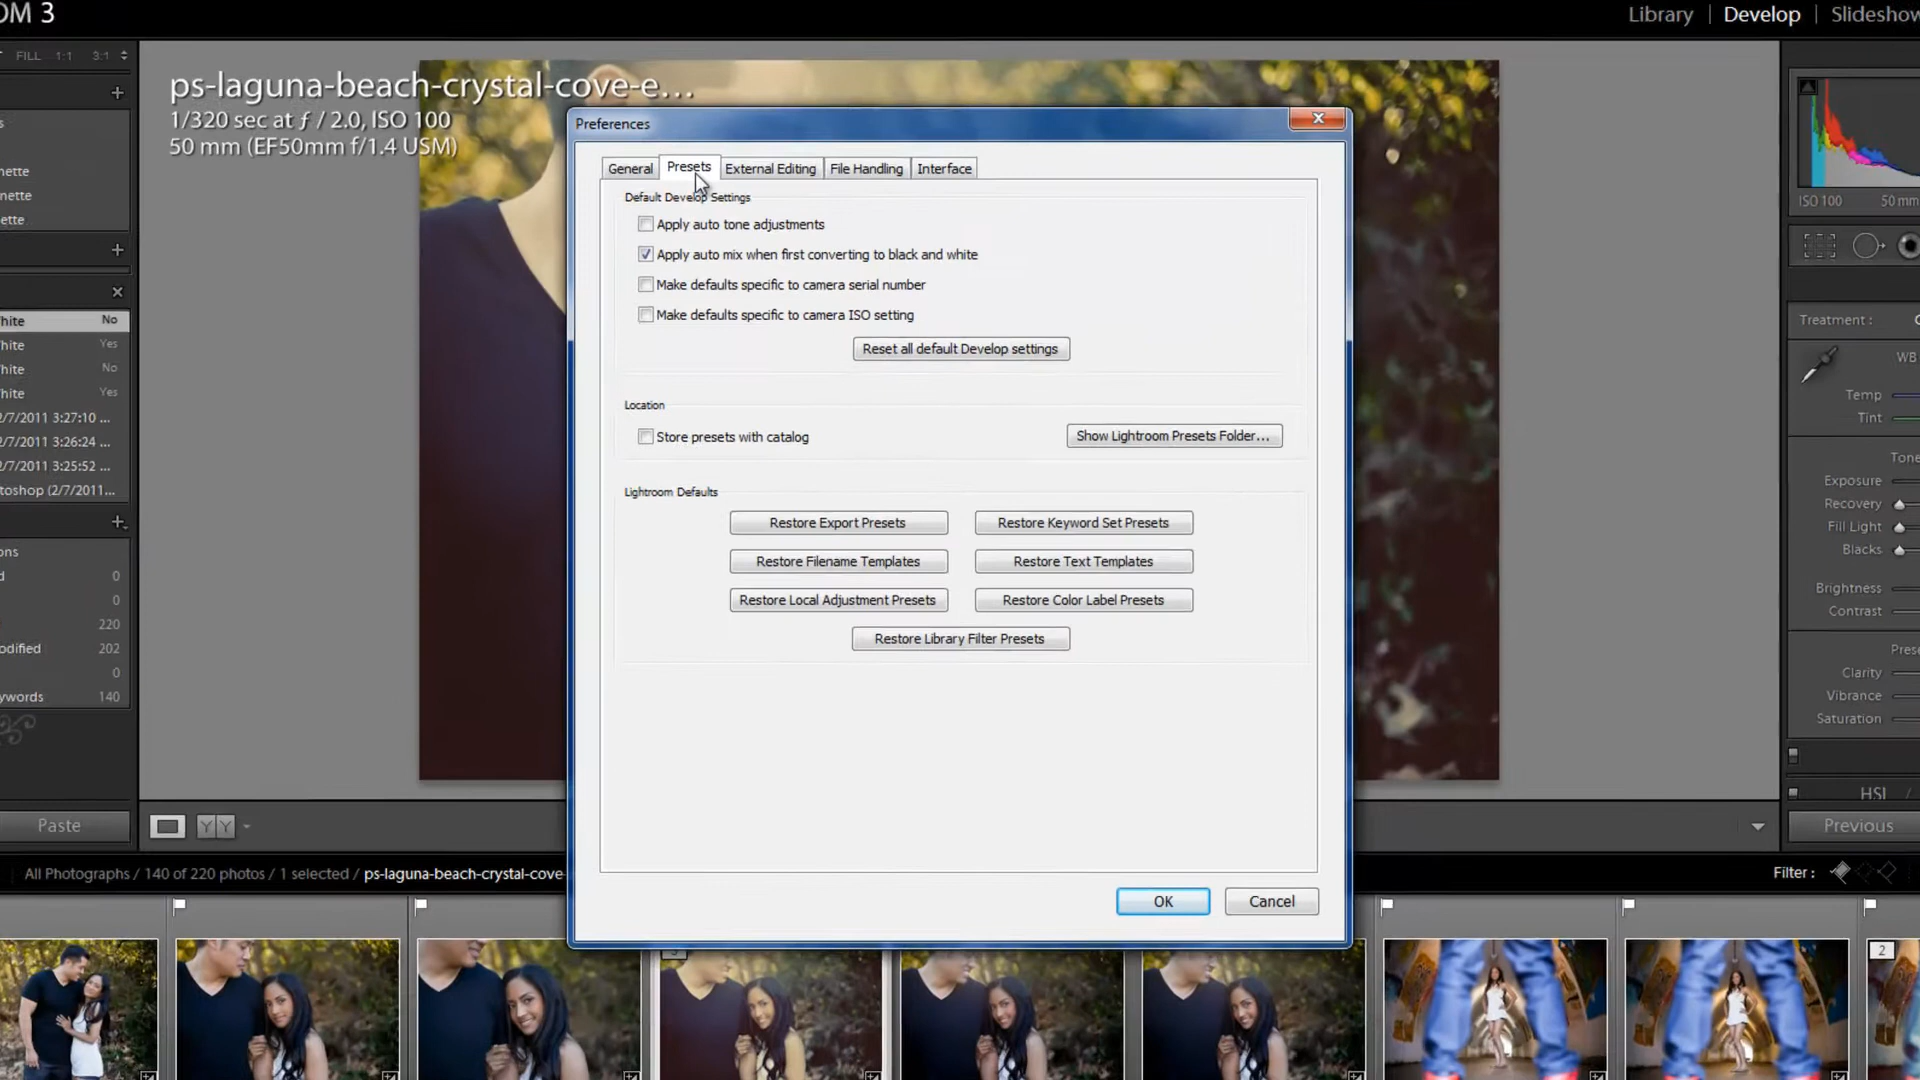 OM 3
Library | Develop | Slideshow
FILL 1:1 3:1
ps-laguna-beach-crystal-cove-e...
1/320 sec at ƒ / 2.0, ISO 100
50 mm (EF50mm f/1.4 USM)
Preferences
General Presets External Editing File Handling Interface
Default Develop Settings
Apply auto tone adjustments
Apply auto mix when first converting to black and white
Make defaults specific to camera serial number
Make defaults specific to camera ISO setting
Reset all default Develop settings
Location
Store presets with catalog
Show Lightroom Presets Folder...
Lightroom Defaults
Restore Export Presets
Restore Keyword Set Presets
Restore Filename Templates
Restore Text Templates
Restore Local Adjustment Presets
Restore Color Label Presets
Restore Library Filter Presets
OK
Cancel
s
nette
nette
ette
hite No
hite Yes
hite No
hite Yes
2/7/2011 3:27:10 ...
2/7/2011 3:26:24 ...
2/7/2011 3:25:52 ...
toshop (2/7/2011...
ons
d 0
0
220
odified 202
0
ywords 140
Paste
YY
ISO 100 50 mm
Treatment :
WB
Temp
Tint
Tone
Exposure
Recovery
Fill Light
Blacks
Brightness
Contrast
Prese
Clarity
Vibrance
Saturation
HSL /
Previous
All Photographs / 140 of 220 photos / 1 selected / ps-laguna-beach-crystal-cove-
Filter :
2